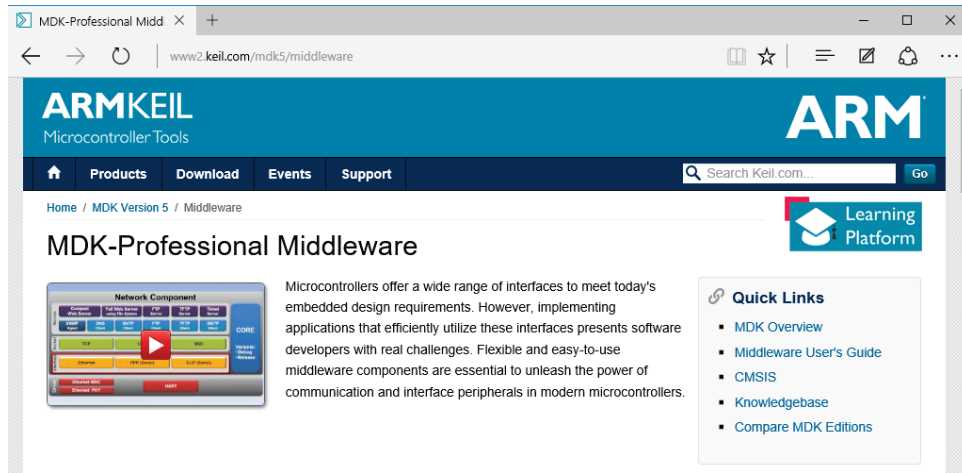 MDK-Professional Midd
www2.keil.com/mdk5/middleware
ARMKEIL
Microcontroller Tools
ARM
Products Download Events Support
Search Keil.com...
Go
Home / MDK Version 5 / Middleware
Learning
Platform
MDK-Professional Middleware
Network Component
CORE
Microcontrollers offer a wide range of interfaces to meet today's
embedded design requirements. However, implementing
applications that efficiently utilize these interfaces presents software
developers with real challenges. Flexible and easy-to-use
middleware components are essential to unleash the power of
communication and interface peripherals in modern microcontrollers.
Quick Links
MDK Overview
Middleware User's Guide
CMSIS
Knowledgebase
Compare MDK Editions